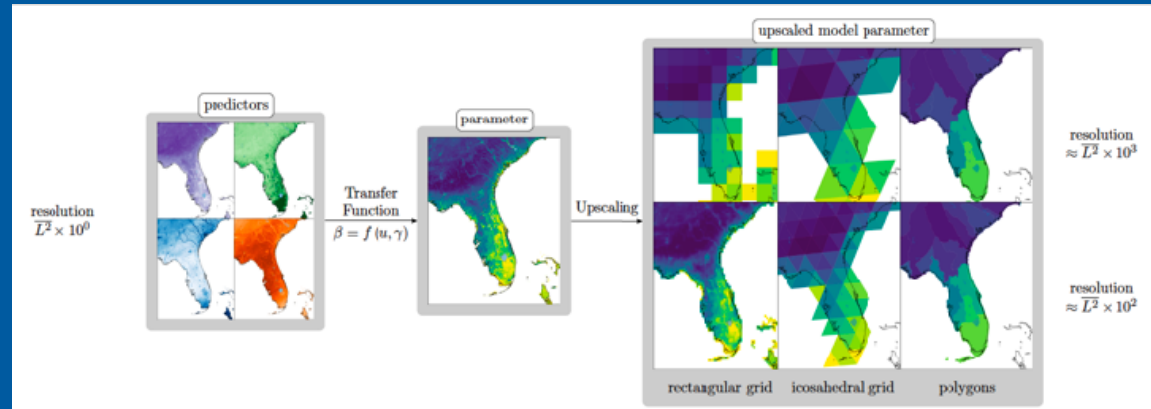 upscaled model parameter
predictors
parameter
resolution
≈ L² × 10³
resolution
L² × 10⁰
Transfer
Function
β = f (u, γ)
Upscaling
resolution
≈ L² × 10²
rectangular grid
icosahedral grid
polygons